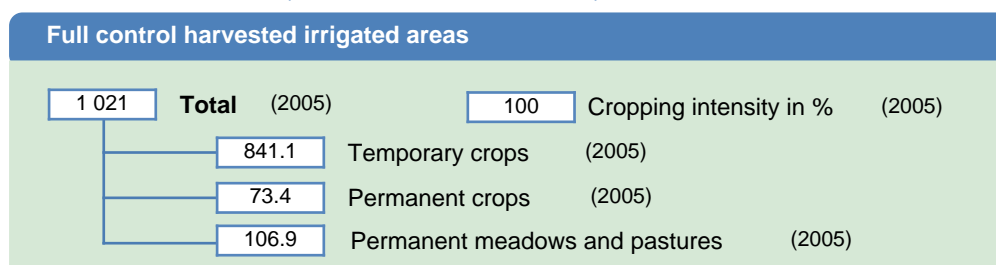 Full control harvested irrigated areas
1 021 Total (2005) 100 Cropping intensity in % (2005)
841.1 Temporary crops (2005)
73.4 Permanent crops (2005)
106.9 Permanent meadows and pastures (2005)